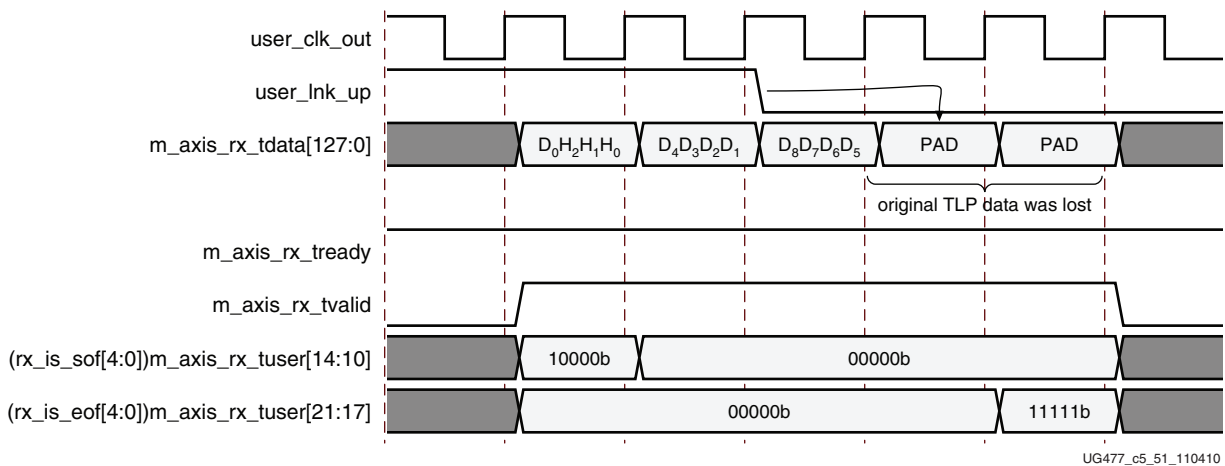 user_clk_out
user_lnk_up
m_axis_rx_tdata[127:0] D₀H₂H₁H₀ D₄D₃D₂D₁ D₈D₇D₆D₅ PAD PAD
original TLP data was lost
m_axis_rx_tready
m_axis_rx_tvalid
(rx_is_sof[4:0])m_axis_rx_tuser[14:10] 10000b 00000b
(rx_is_eof[4:0])m_axis_rx_tuser[21:17] 00000b 11111b
UG477_c5_51_110410